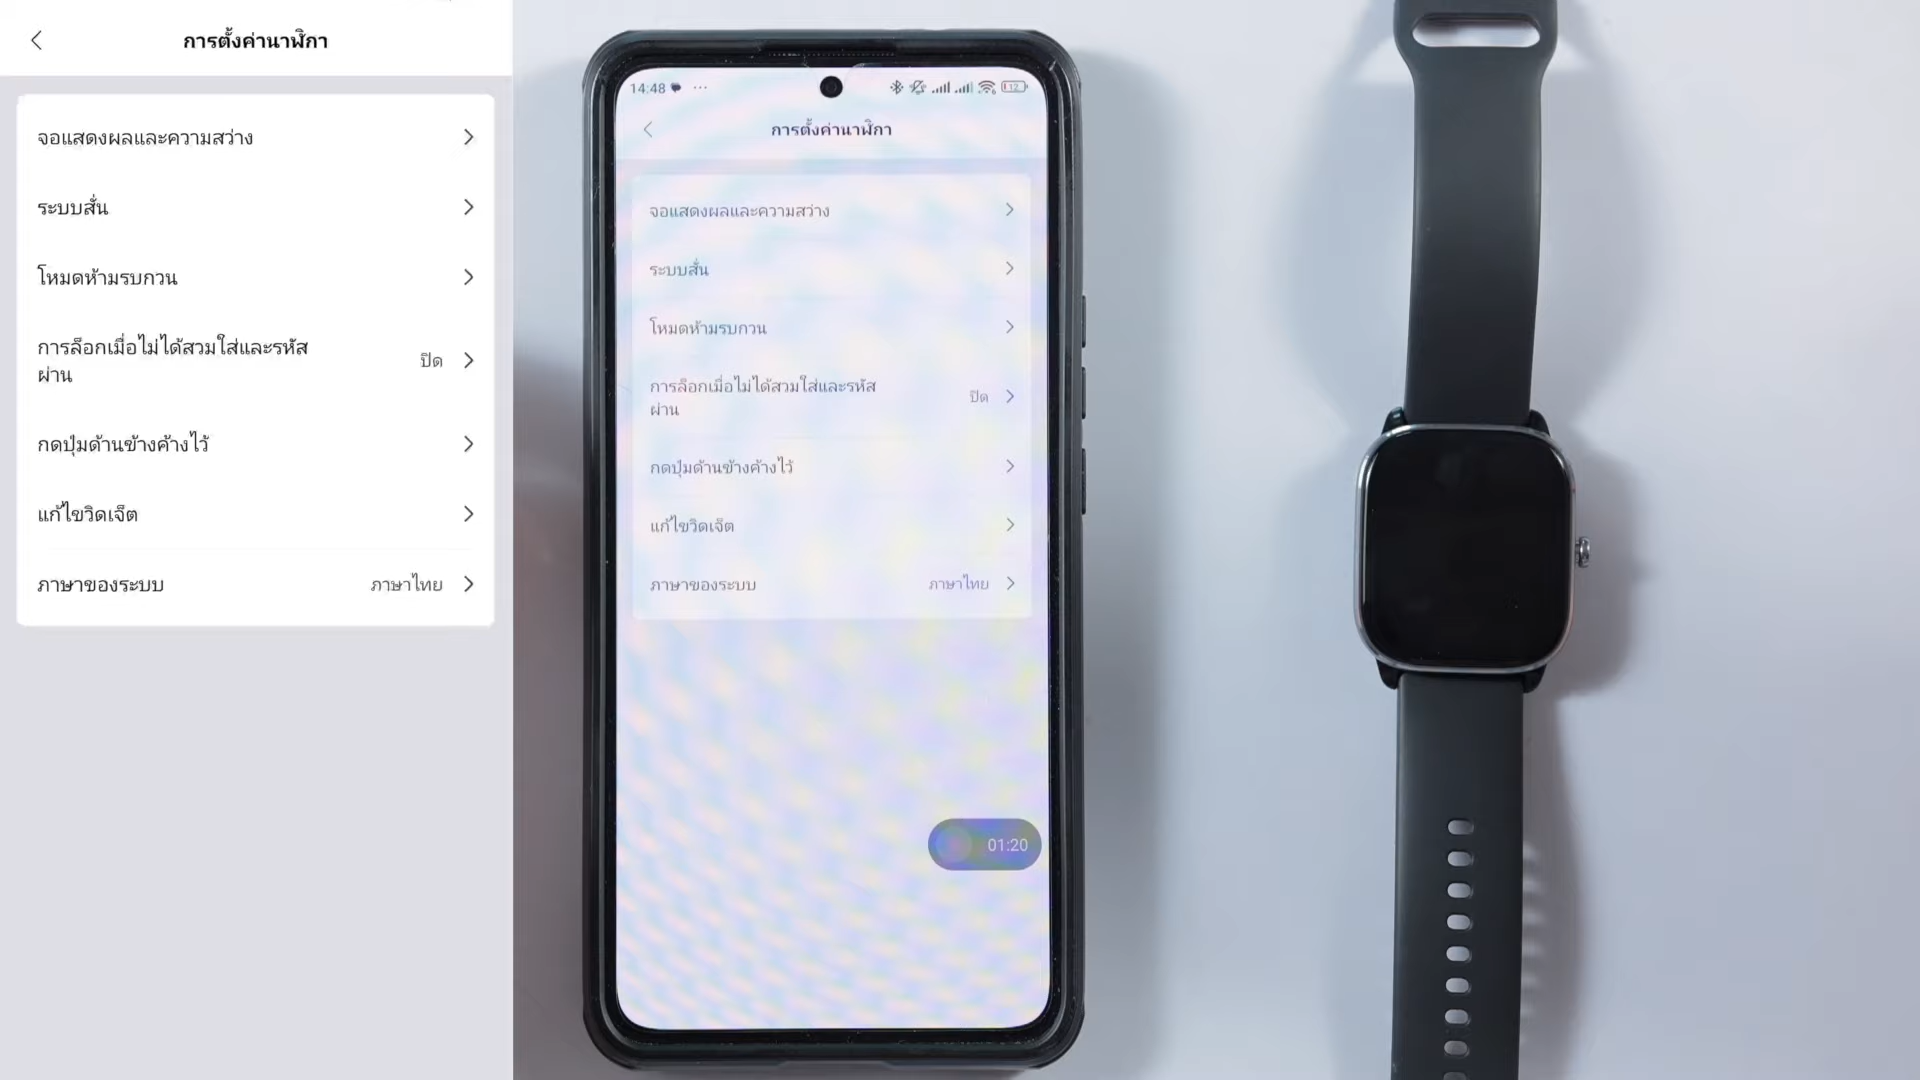 การตั้งค่านาฬิกา
จอแสดงผลและความสว่าง
ระบบสั่น
โหมดห้ามรบกวน
การล็อกเมื่อไม่ได้สวมใส่และรหัส
ผ่าน
ปิด
กดปุ่มด้านข้างค้างไว้
แก้ไขวิดเจ็ต
ภาษาของระบบ
ภาษาไทย
14:48
12
การตั้งค่านาฬิกา
จอแสดงผลและความสว่าง
ระบบสั่น
โหมดห้ามรบกวน
การล็อกเมื่อไม่ได้สวมใส่และรหัส
ผ่าน
ปิด
กดปุ่มด้านข้างค้างไว้
แก้ไขวิดเจ็ต
ภาษาของระบบ
ภาษาไทย
01:20